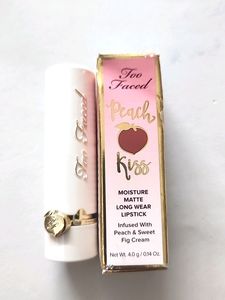 Too Faced
Too
Faced
Peach
Kiss
MOISTURE
MATTE
LONG WEAR
LIPSTICK
Infused With
Peach & Sweet
Fig Cream
Net Wt. 4.0 g / 0.14 Oz.